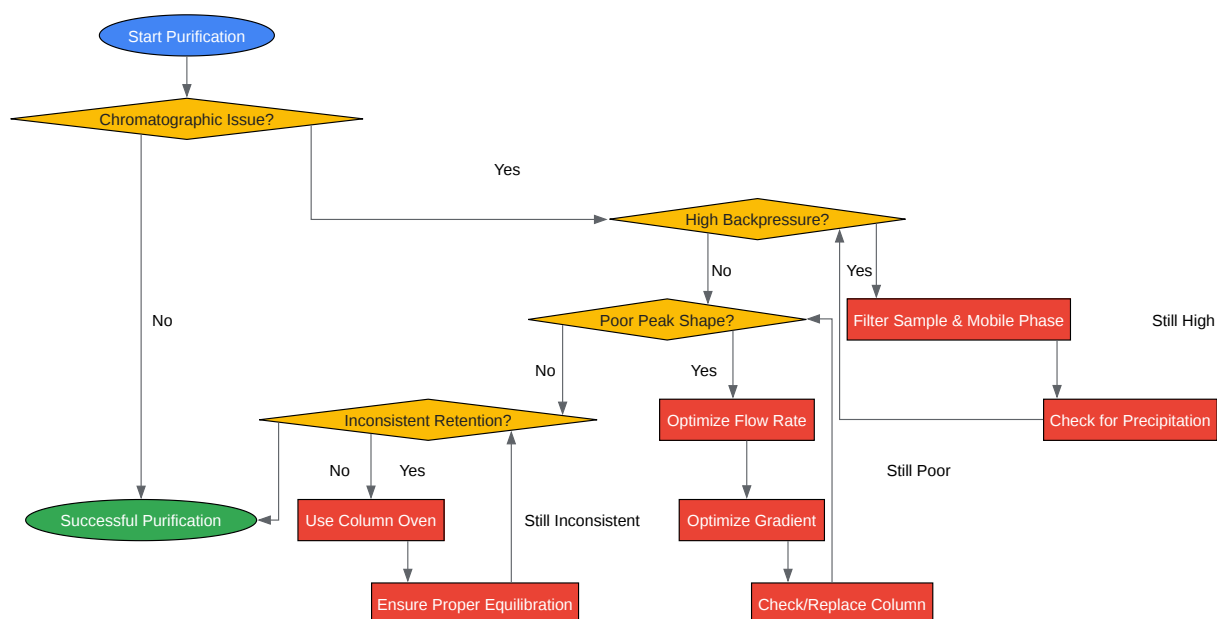 Start Purification
Chromatographic Issue?
Yes
High Backpressure?
No
Yes
No
Poor Peak Shape?
Filter Sample & Mobile Phase
Still High
No
Yes
Inconsistent Retention?
Optimize Flow Rate
Check for Precipitation
No
Yes
Still Poor
Successful Purification
Use Column Oven
Still Inconsistent
Optimize Gradient
Ensure Proper Equilibration
Check/Replace Column